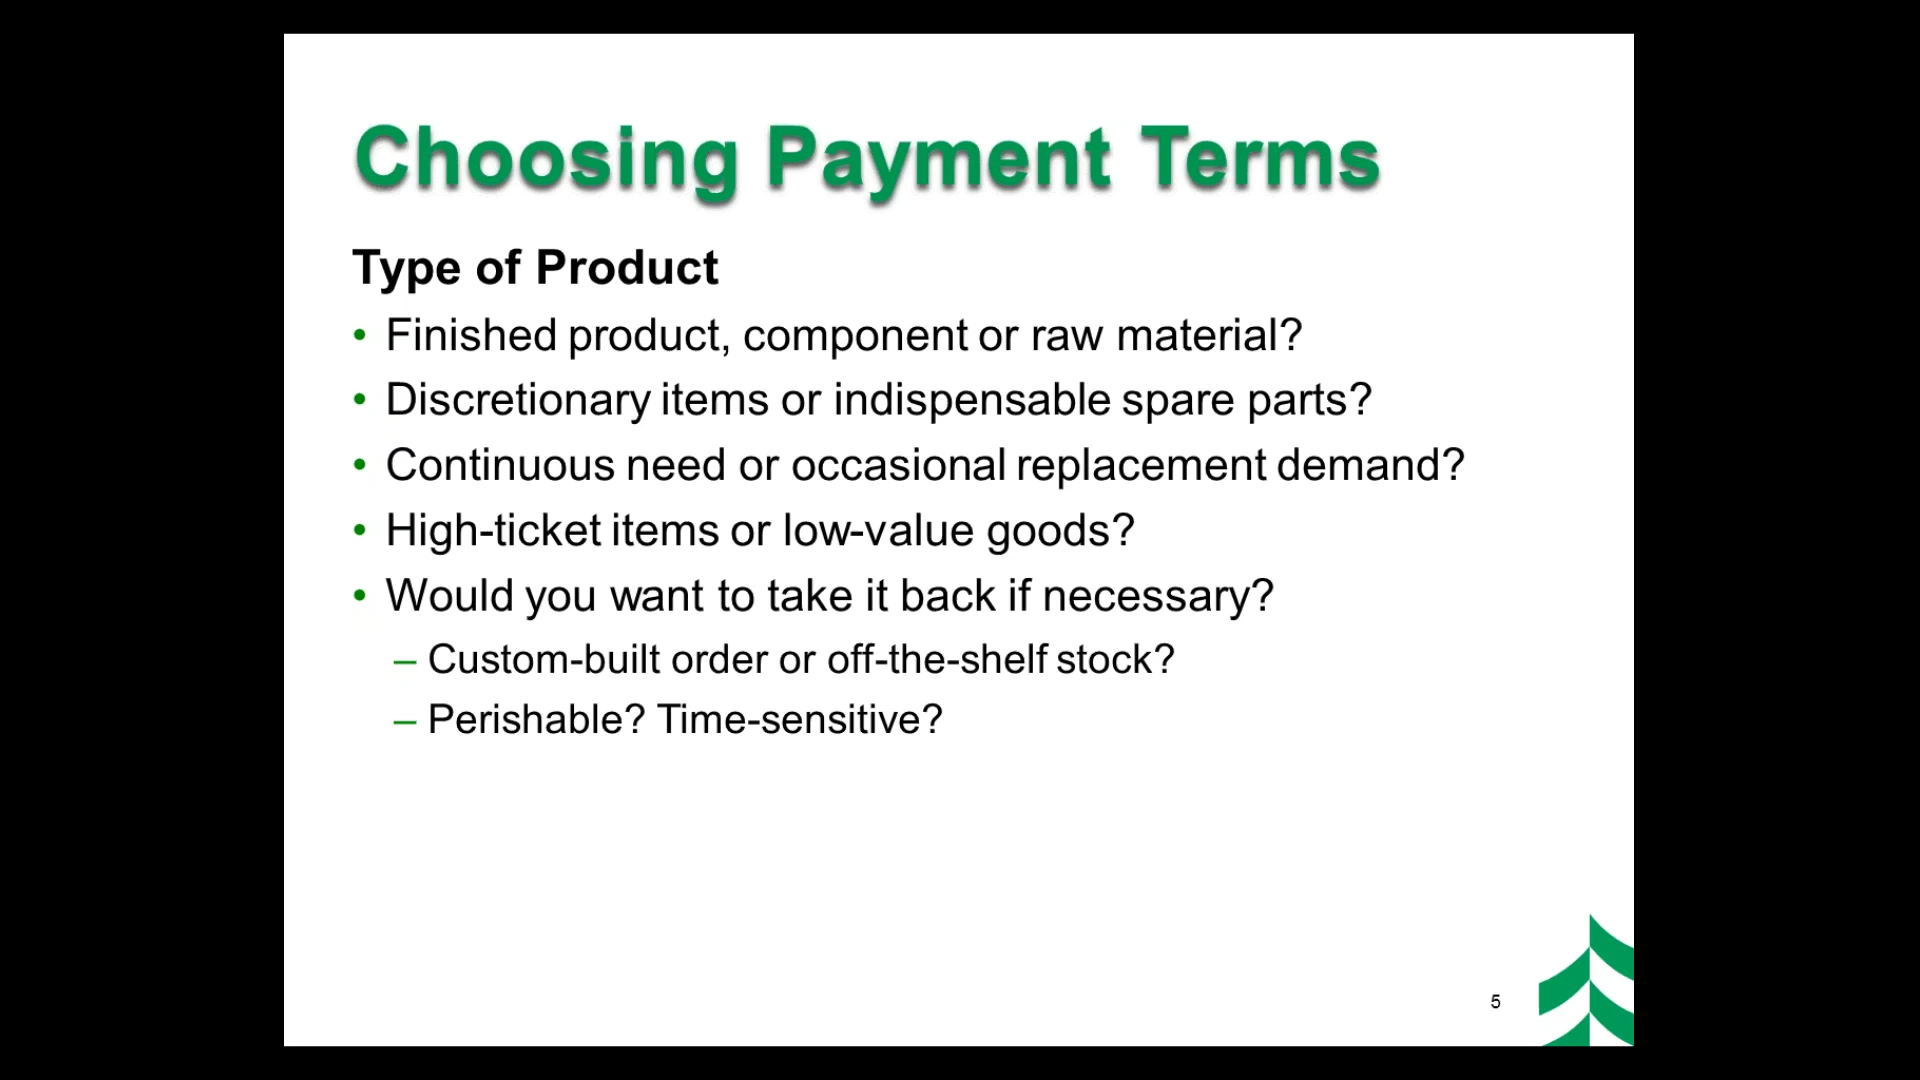 Choosing Payment Terms
Type of Product
• Finished product, component or raw material?
• Discretionary items or indispensable spare parts?
• Continuous need or occasional replacement demand?
• High-ticket items or low-value goods?
• Would you want to take it back if necessary?
– Custom-built order or off-the-shelf stock?
– Perishable? Time-sensitive?
5